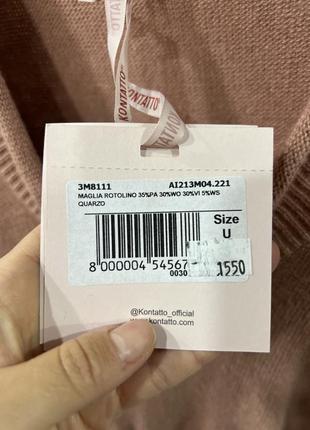 KONTATTO
3M8111 AI213M04.221
MAGLIA ROTOLINO 35%PA 30%WO 30%VI 5%WS
QUARZO
Size
U
8 000004 54567
0030
1550
@Kontatto_official
www.kontatto.com